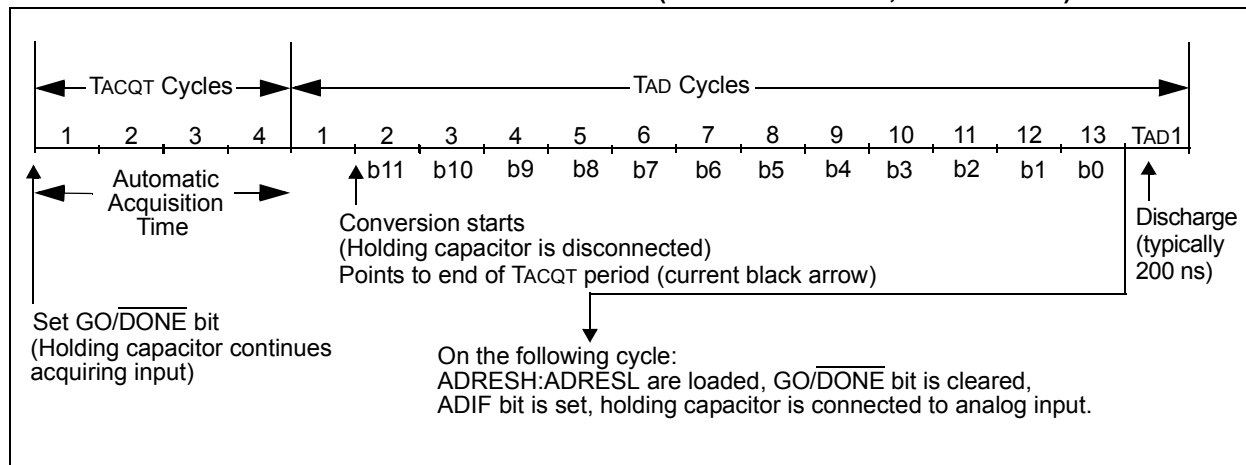 TACQT Cycles
TAD Cycles
1 2 3 4 1 2 3 4 5 6 7 8 9 10 11 12 13 TAD1
b11 b10 b9 b8 b7 b6 b5 b4 b3 b2 b1 b0
Automatic
Acquisition
Time
Conversion starts
(Holding capacitor is disconnected)
Points to end of TACQT period (current black arrow)
Discharge
(typically
200 ns)
Set GO/DONE bit
(Holding capacitor continues
acquiring input)
On the following cycle:
ADRESH:ADRESL are loaded, GO/DONE bit is cleared,
ADIF bit is set, holding capacitor is connected to analog input.